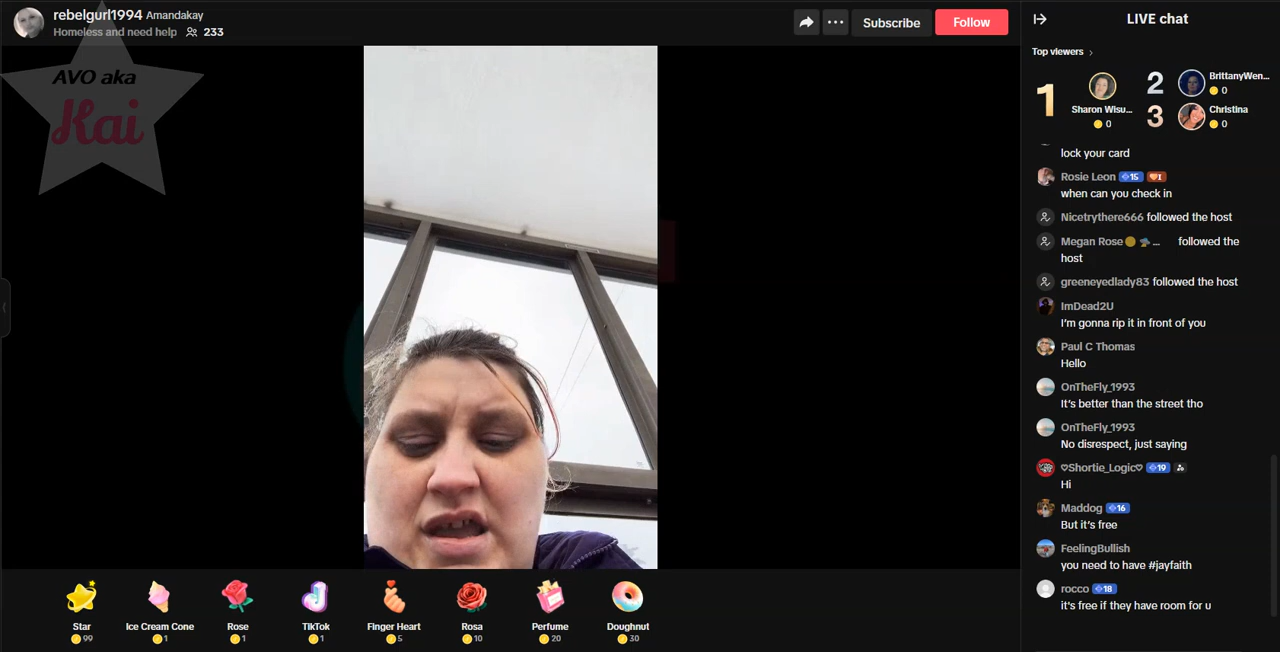 rebelgurl1994 Amandakay
Homeless and need help 233
Subscribe
Follow
AVO aka
Kai
LIVE chat
Top viewers
1
Sharon Wisu...
0
2
BrittanyWen...
0
3
Christina
0
lock your card
Rosie Leon 15 I
when can you check in
Nicetrythere666 followed the host
Megan Rose ... followed the
host
greeneyedlady83 followed the host
ImDead2U
I'm gonna rip it in front of you
Paul C Thomas
Hello
OnTheFly_1993
It's better than the street tho
OnTheFly_1993
No disrespect, just saying
♡Shortie_Logic♡ 19
Hi
Maddog 16
But it's free
FeelingBullish
you need to have #jayfaith
rocco 18
it's free if they have room for u
Star
99
Ice Cream Cone
1
Rose
1
TikTok
1
Finger Heart
5
Rosa
10
Perfume
20
Doughnut
30